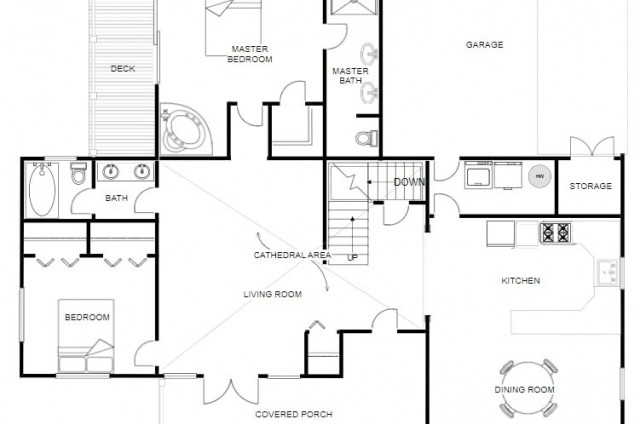 MASTER
BEDROOM
GARAGE
DECK
MASTER
BATH
DOWN
HW
STORAGE
BATH
CATHEDRAL AREA
UP
KITCHEN
LIVING ROOM
BEDROOM
DINING ROOM
COVERED PORCH